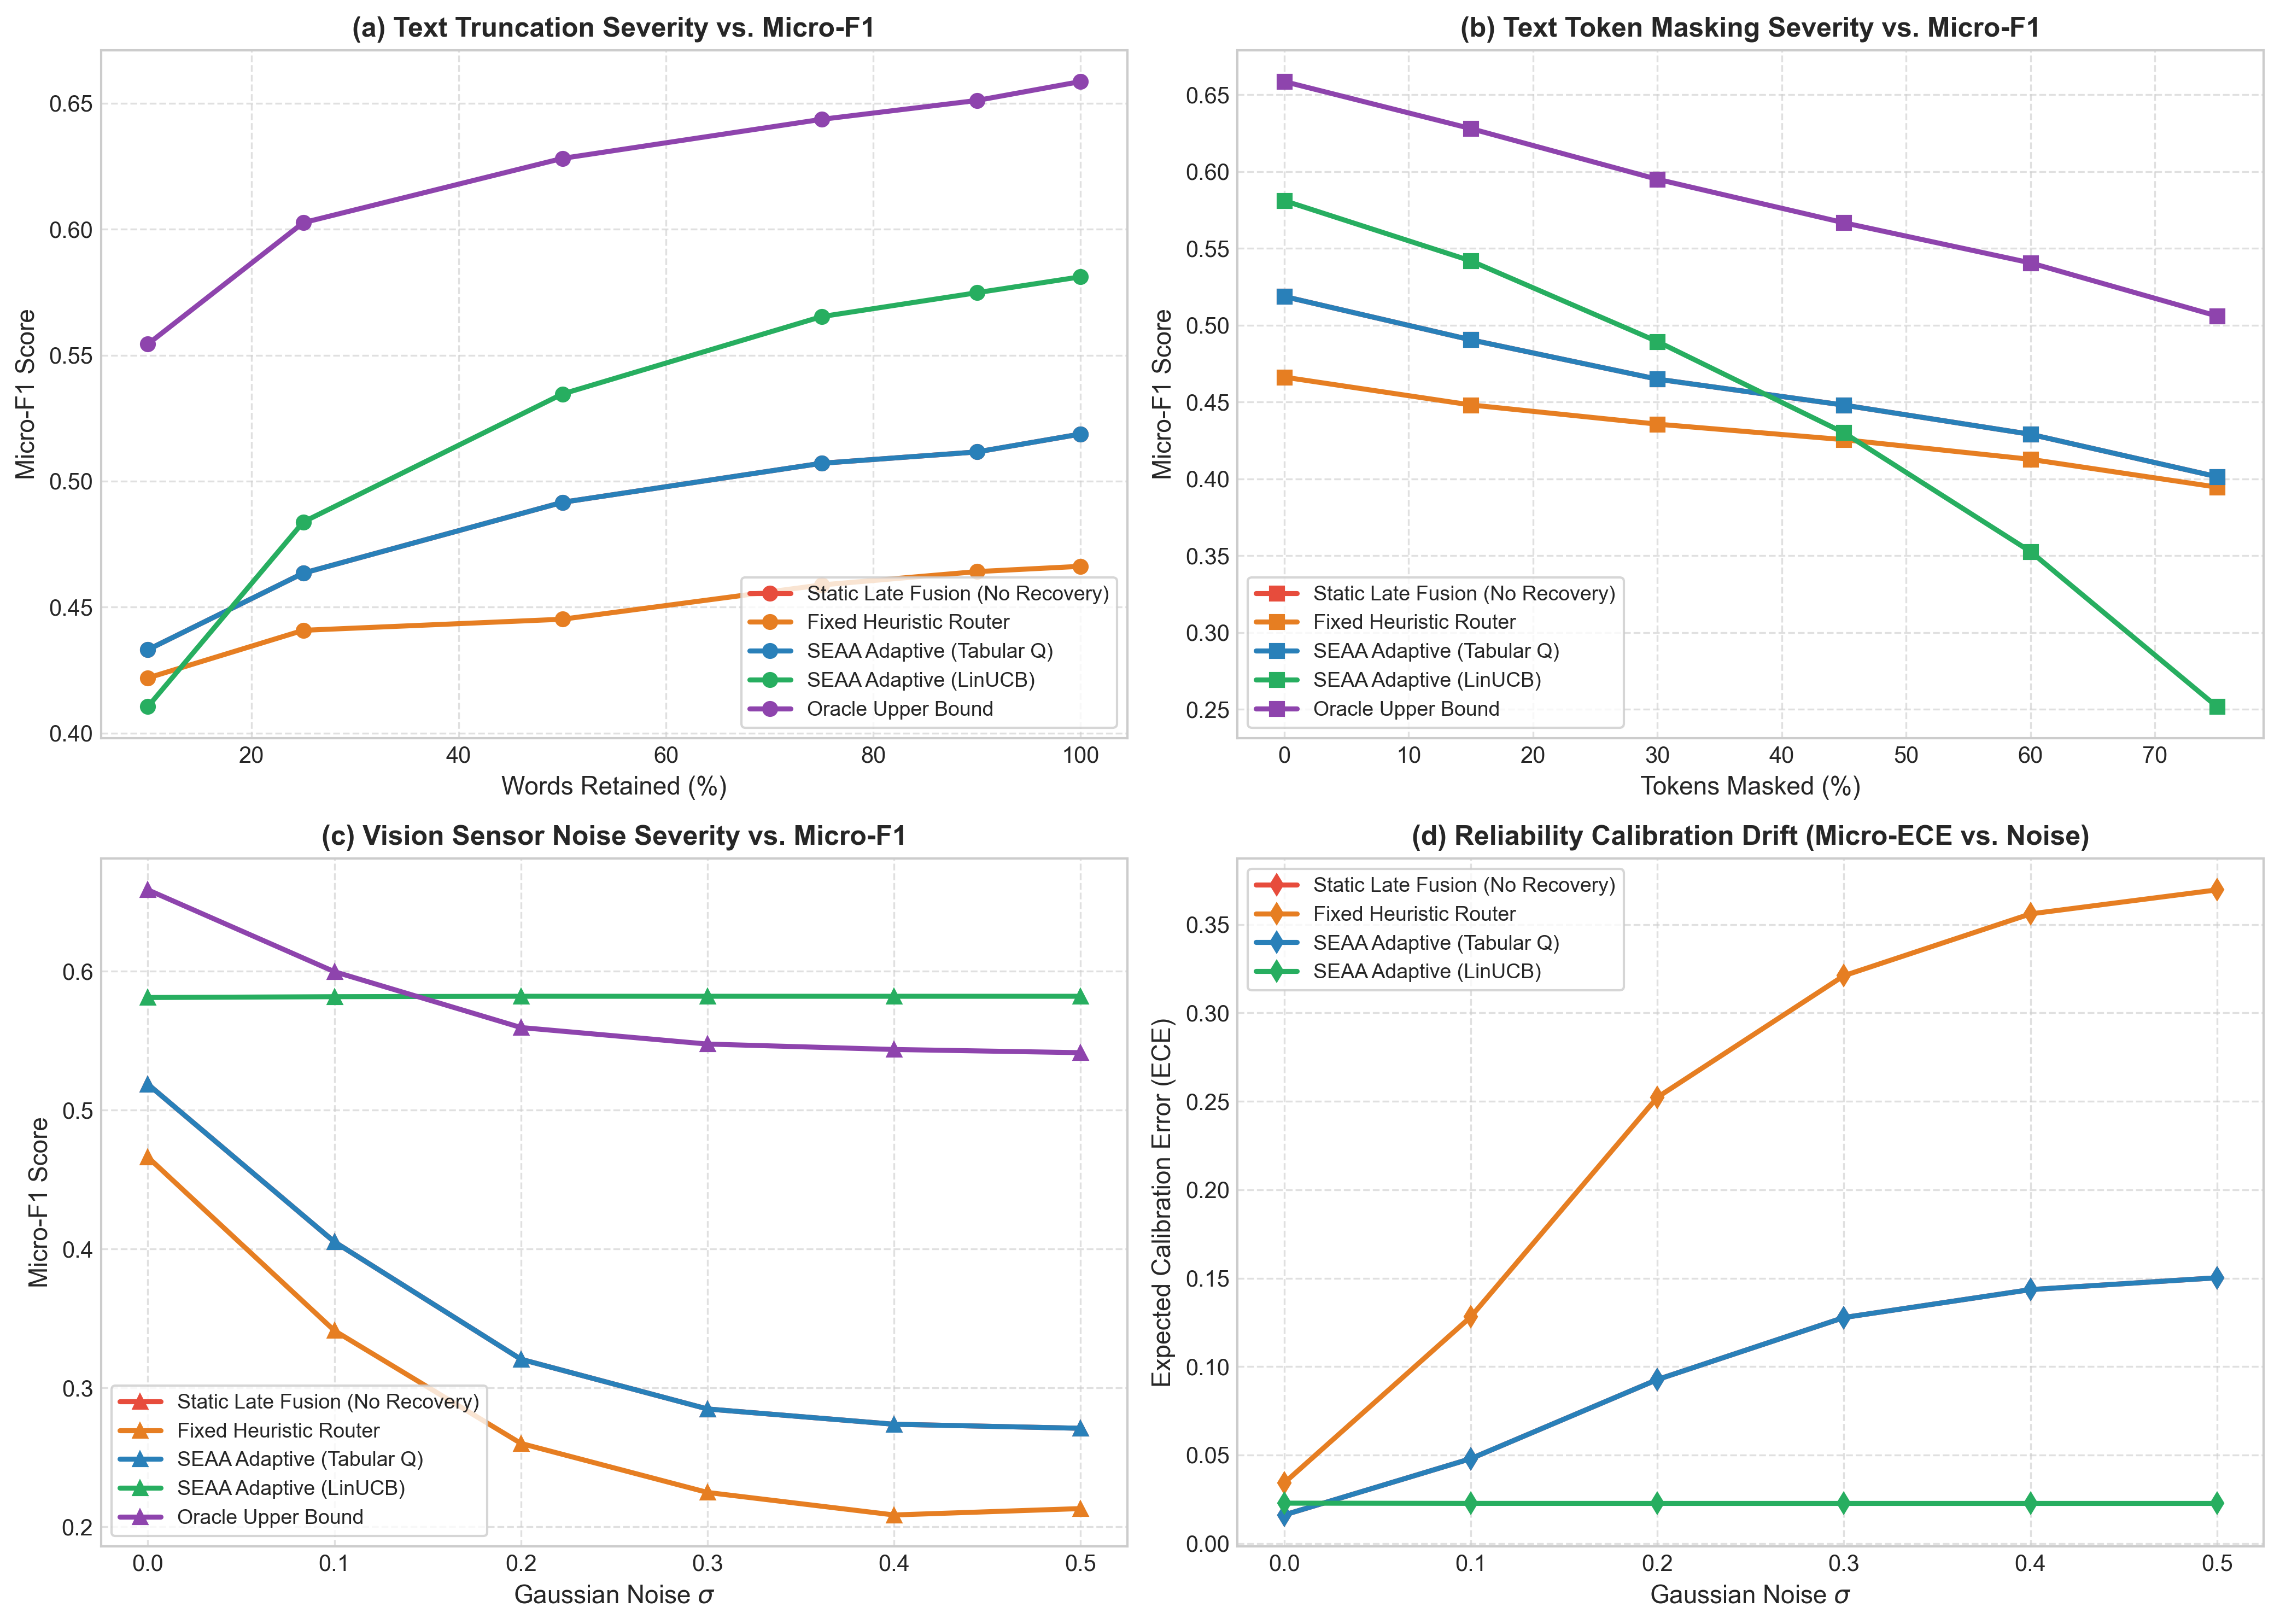 (a) Text Truncation Severity vs. Micro-F1
Micro-F1 Score
0.65
0.60
0.55
0.50
0.45
0.40
Static Late Fusion (No Recovery)
Fixed Heuristic Router
SEAA Adaptive (Tabular Q)
SEAA Adaptive (LinUCB)
Oracle Upper Bound
20 40 60 80 100
Words Retained (%)
(b) Text Token Masking Severity vs. Micro-F1
Micro-F1 Score
0.65
0.60
0.55
0.50
0.45
0.40
0.35
0.30
0.25
Static Late Fusion (No Recovery)
Fixed Heuristic Router
SEAA Adaptive (Tabular Q)
SEAA Adaptive (LinUCB)
Oracle Upper Bound
0 10 20 30 40 50 60 70
Tokens Masked (%)
(c) Vision Sensor Noise Severity vs. Micro-F1
Micro-F1 Score
0.6
0.5
0.4
0.3
0.2
Static Late Fusion (No Recovery)
Fixed Heuristic Router
SEAA Adaptive (Tabular Q)
SEAA Adaptive (LinUCB)
Oracle Upper Bound
0.0 0.1 0.2 0.3 0.4 0.5
Gaussian Noise σ
(d) Reliability Calibration Drift (Micro-ECE vs. Noise)
Expected Calibration Error (ECE)
Static Late Fusion (No Recovery)
Fixed Heuristic Router
SEAA Adaptive (Tabular Q)
SEAA Adaptive (LinUCB)
0.35
0.30
0.25
0.20
0.15
0.10
0.05
0.00
0.0 0.1 0.2 0.3 0.4 0.5
Gaussian Noise σ